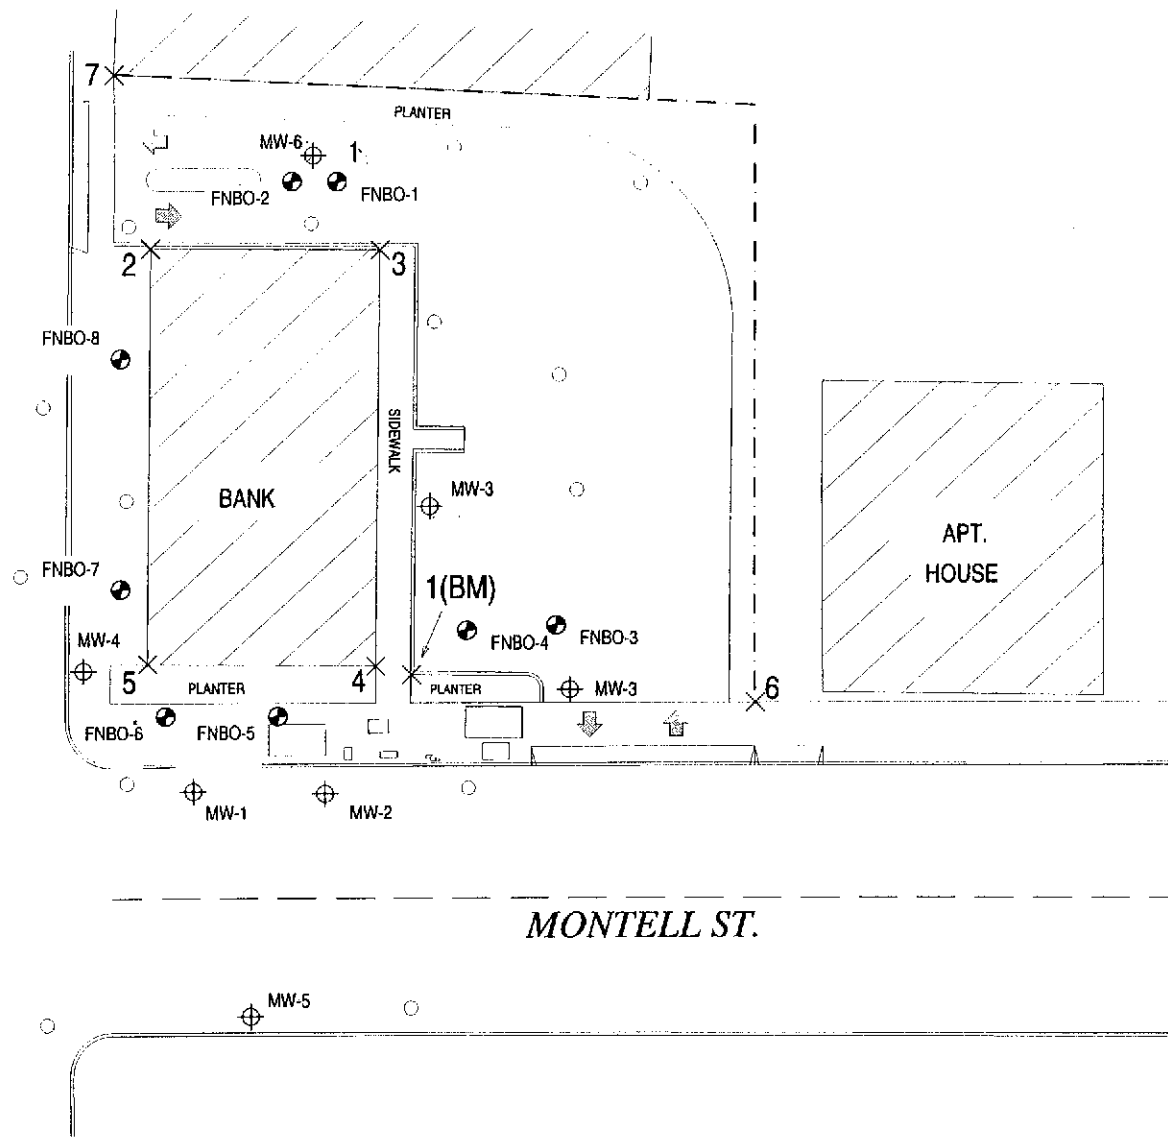 7
PLANTER
MW-6
1
FNBO-2
FNBO-1
2
3
FNBO-8
SIDEWALK
BANK
MW-3
APT.
HOUSE
FNBO-7
1(BM)
FNBO-4
FNBO-3
MW-4
5
PLANTER
4
PLANTER
MW-3
6
FNBO-6
FNBO-5
MW-1
MW-2
MONTELL ST.
MW-5